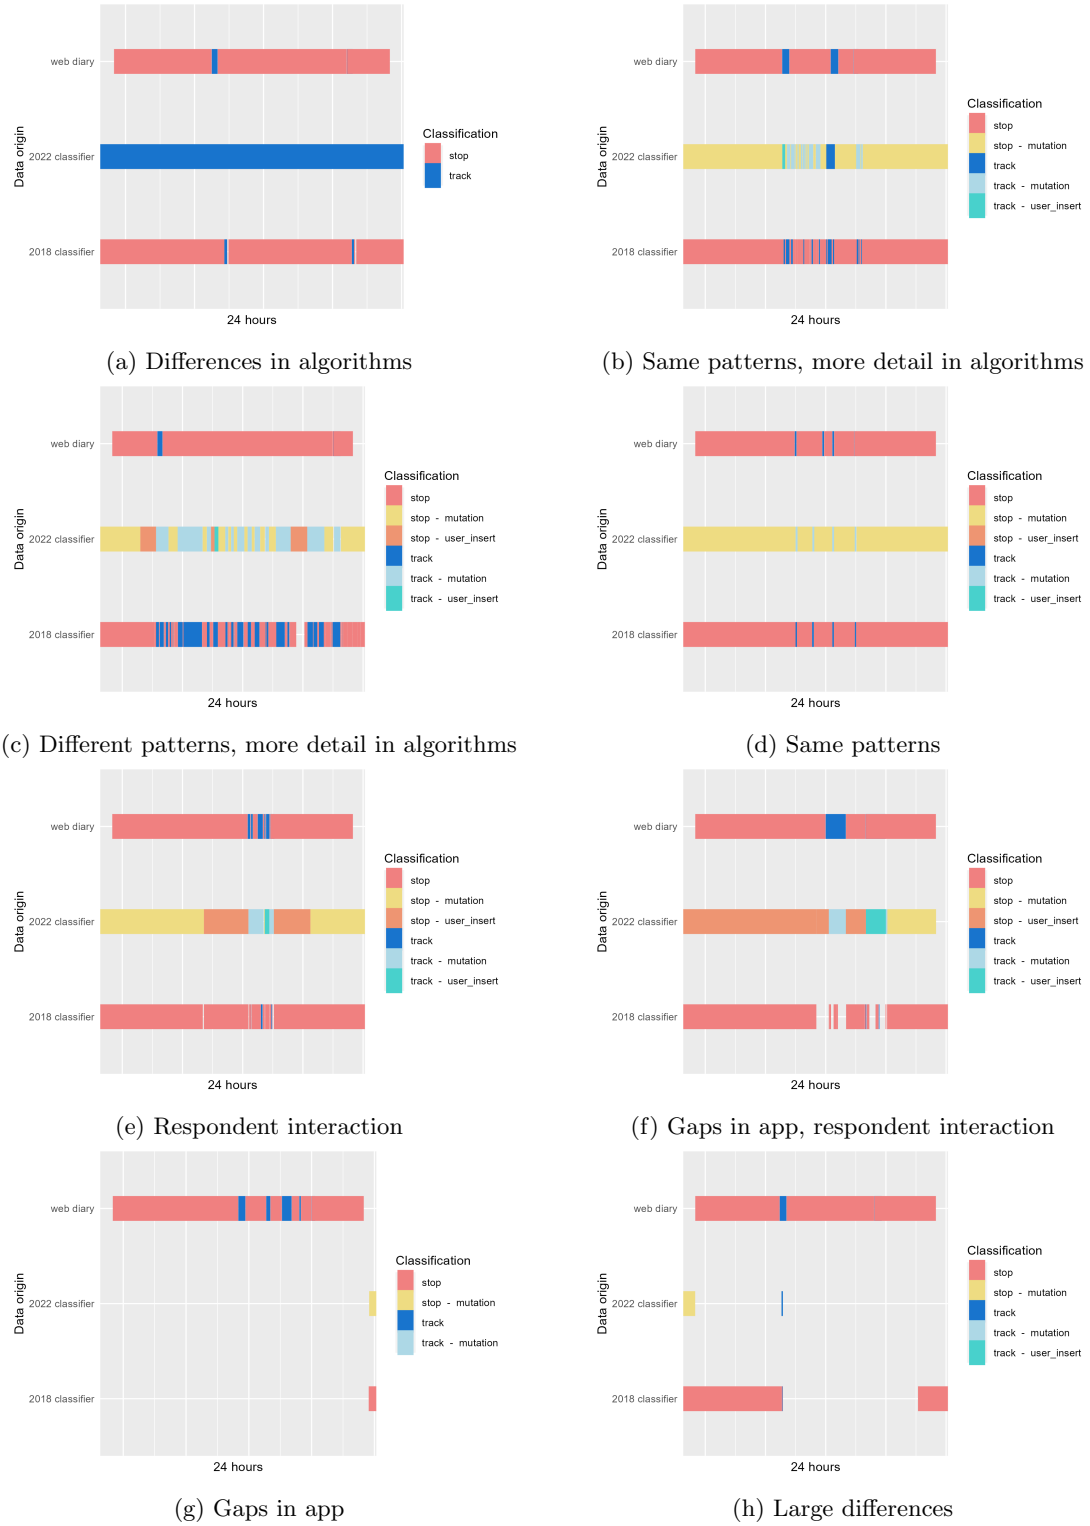 web diary
2022 classifier
2018 classifier
Data origin
24 hours
Classification
stop
track
(a) Differences in algorithms
web diary
2022 classifier
2018 classifier
Data origin
24 hours
Classification
stop
stop - mutation
track
track - mutation
track - user_insert
(b) Same patterns, more detail in algorithms
web diary
2022 classifier
2018 classifier
Data origin
24 hours
Classification
stop
stop - mutation
stop - user_insert
track
track - mutation
track - user_insert
(c) Different patterns, more detail in algorithms
web diary
2022 classifier
2018 classifier
Data origin
24 hours
Classification
stop
stop - mutation
stop - user_insert
track
track - mutation
track - user_insert
(d) Same patterns
web diary
2022 classifier
2018 classifier
Data origin
24 hours
Classification
stop
stop - mutation
stop - user_insert
track
track - mutation
track - user_insert
(e) Respondent interaction
web diary
2022 classifier
2018 classifier
Data origin
24 hours
Classification
stop
stop - mutation
stop - user_insert
track
track - mutation
track - user_insert
(f) Gaps in app, respondent interaction
web diary
2022 classifier
2018 classifier
Data origin
24 hours
Classification
stop
stop - mutation
track
track - mutation
(g) Gaps in app
web diary
2022 classifier
2018 classifier
Data origin
24 hours
Classification
stop
stop - mutation
track
track - mutation
track - user_insert
(h) Large differences